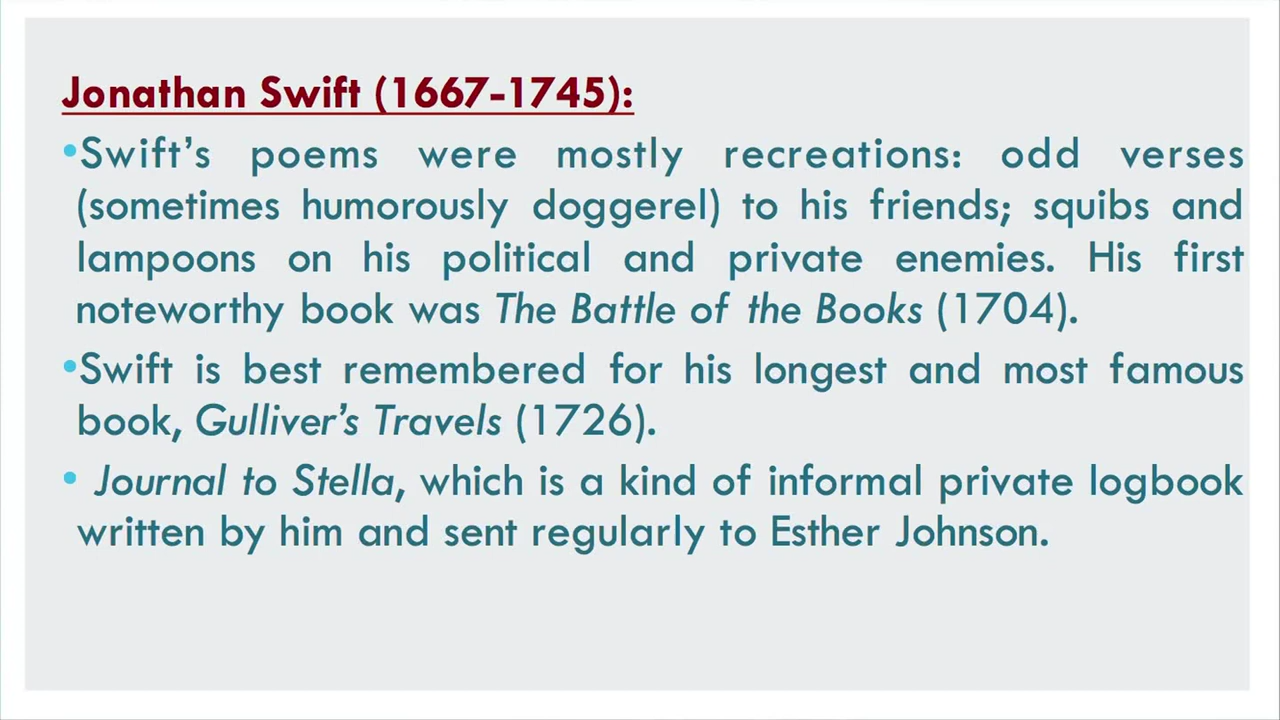 Jonathan Swift (1667-1745):
•Swift’s poems were mostly recreations: odd verses
(sometimes humorously doggerel) to his friends; squibs and
lampoons on his political and private enemies. His first
noteworthy book was The Battle of the Books (1704).
•Swift is best remembered for his longest and most famous
book, Gulliver’s Travels (1726).
• Journal to Stella, which is a kind of informal private logbook
written by him and sent regularly to Esther Johnson.